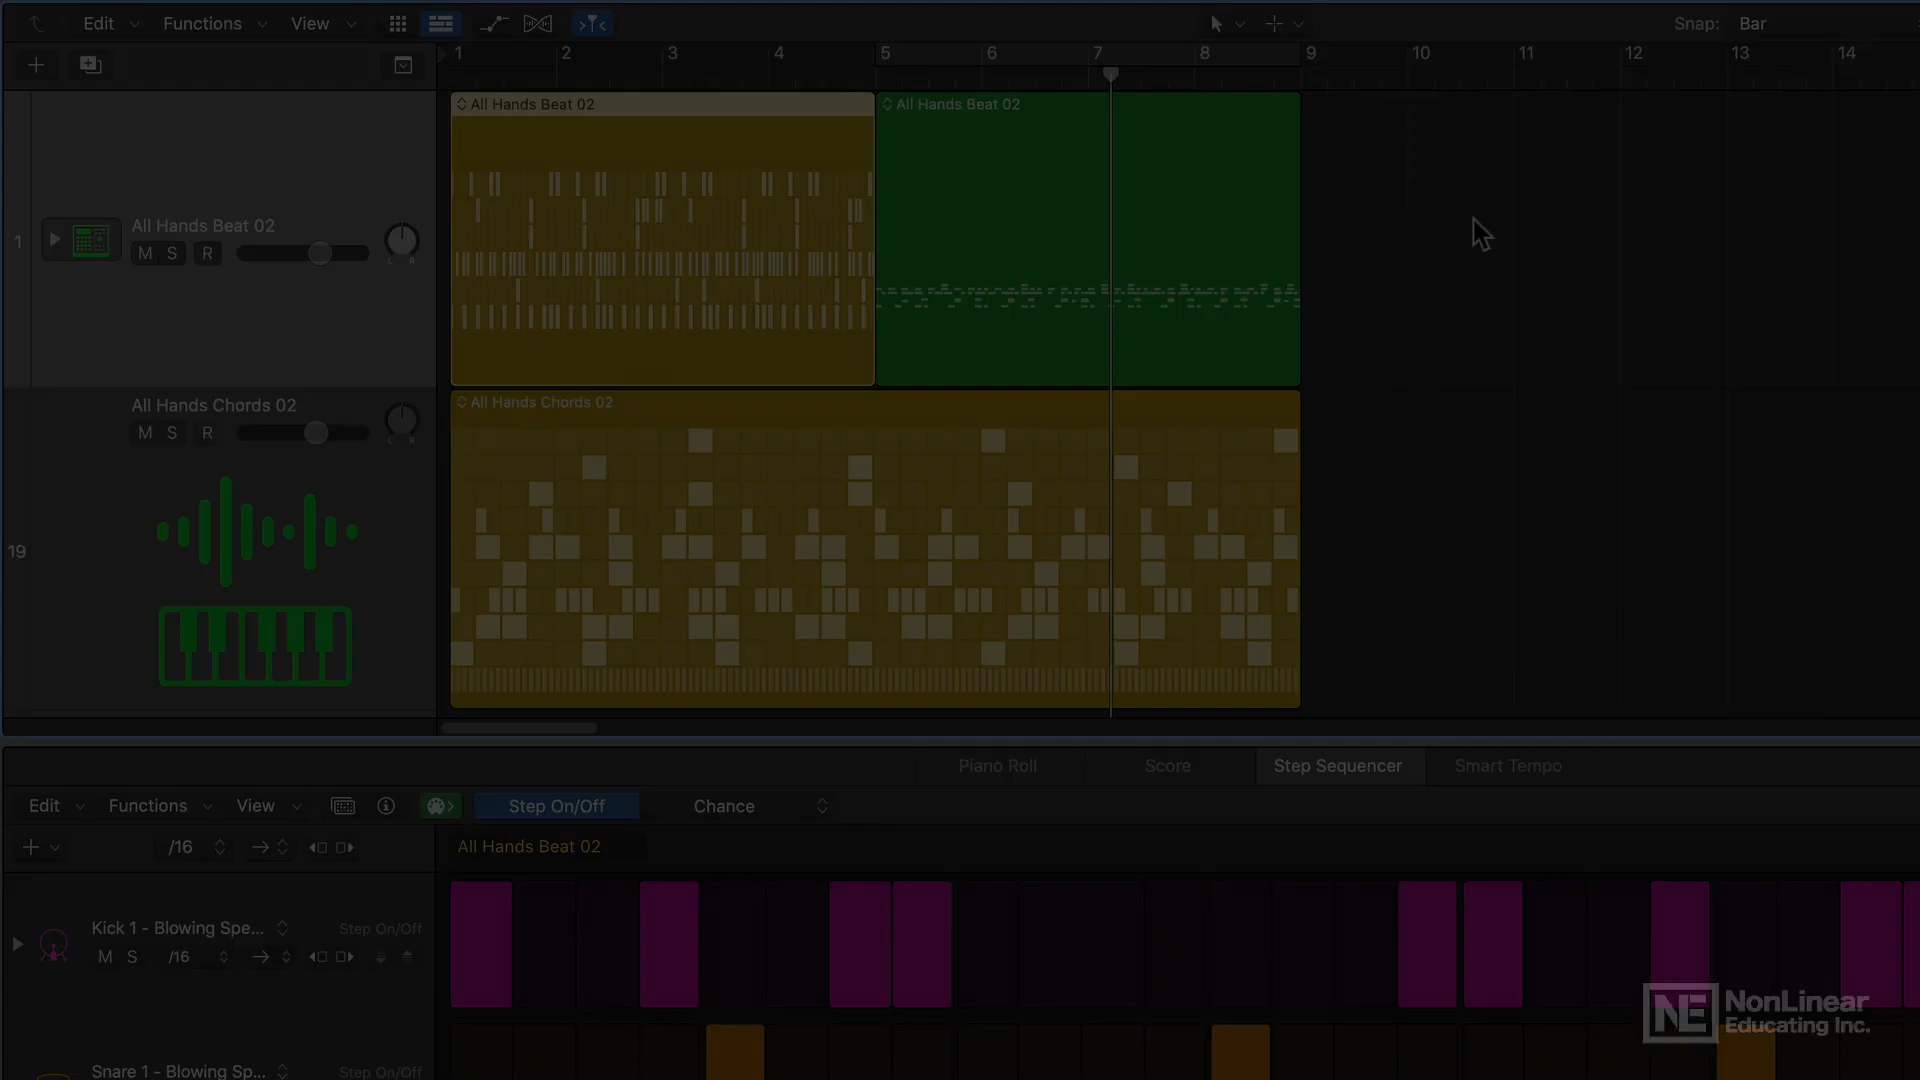 Edit Functions View Snap: Bar
1 2 3 4 5 6 7 8 9 10 11 12 13 14
All Hands Beat 02 All Hands Beat 02
1 All Hands Beat 02
M S R L R
All Hands Chords 02
All Hands Chords 02
M S R L R
19
Piano Roll Score Step Sequencer Smart Tempo
Edit Functions View Step On/Off Chance
/16 All Hands Beat 02
Kick 1 - Blowing Spe... Step On/Off
M S /16
NE NonLinear
Educating Inc.
Snare 1 - Blowing Sp... Step On/Off